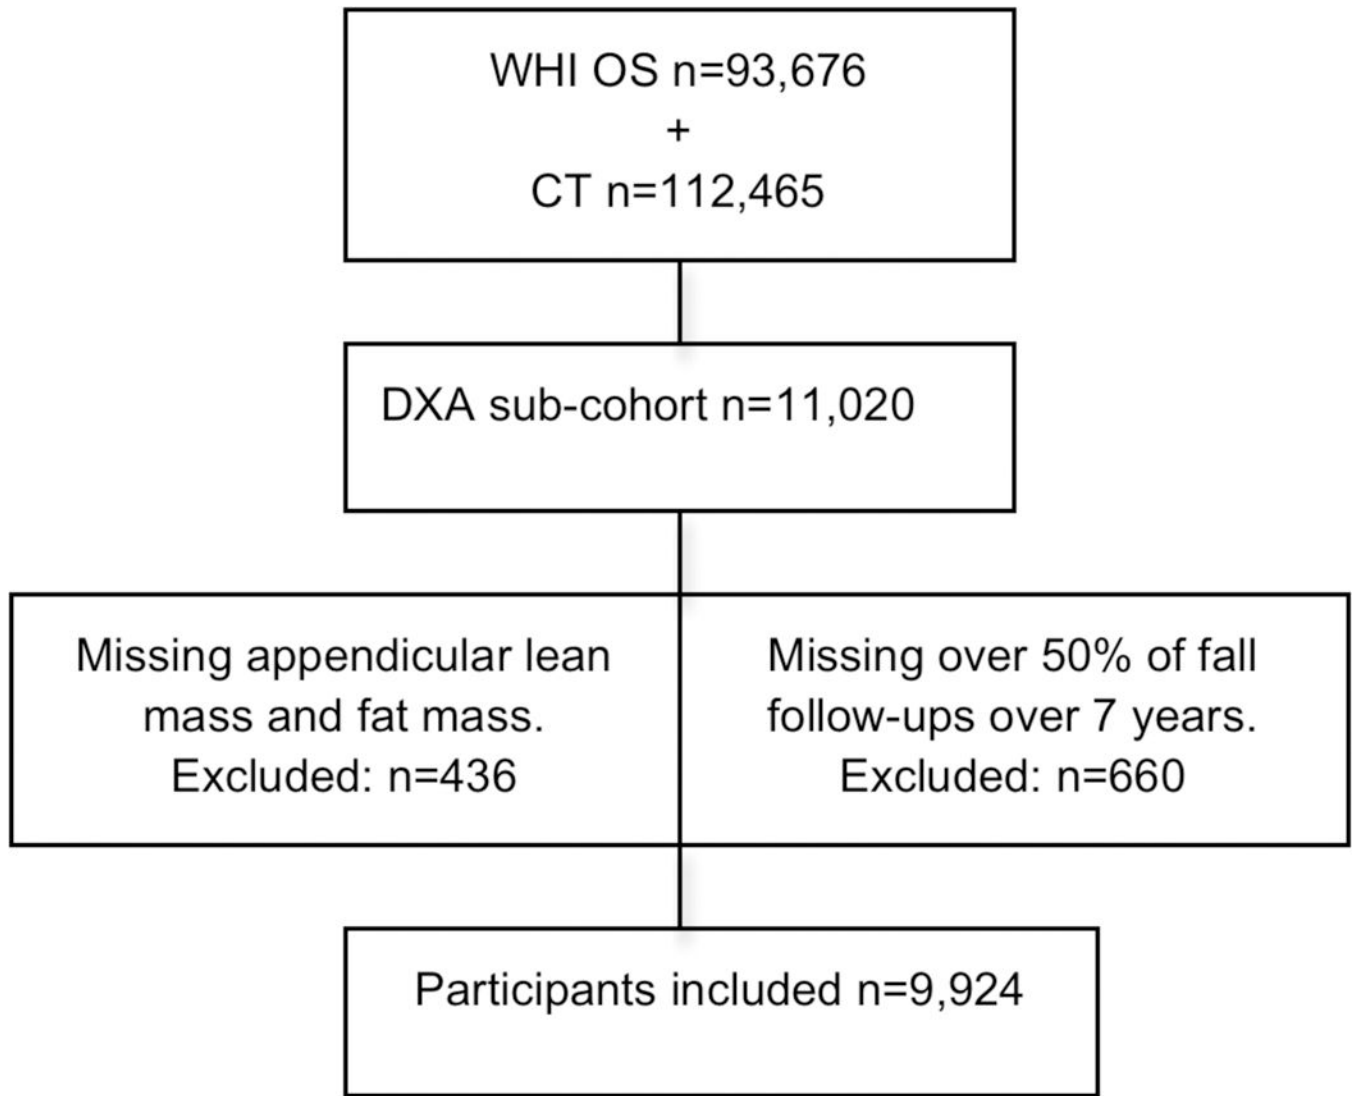 WHI OS n=93,676
+
CT n=112,465
DXA sub-cohort n=11,020
Missing appendicular lean
mass and fat mass.
Excluded: n=436
Missing over 50% of fall
follow-ups over 7 years.
Excluded: n=660
Participants included n=9,924